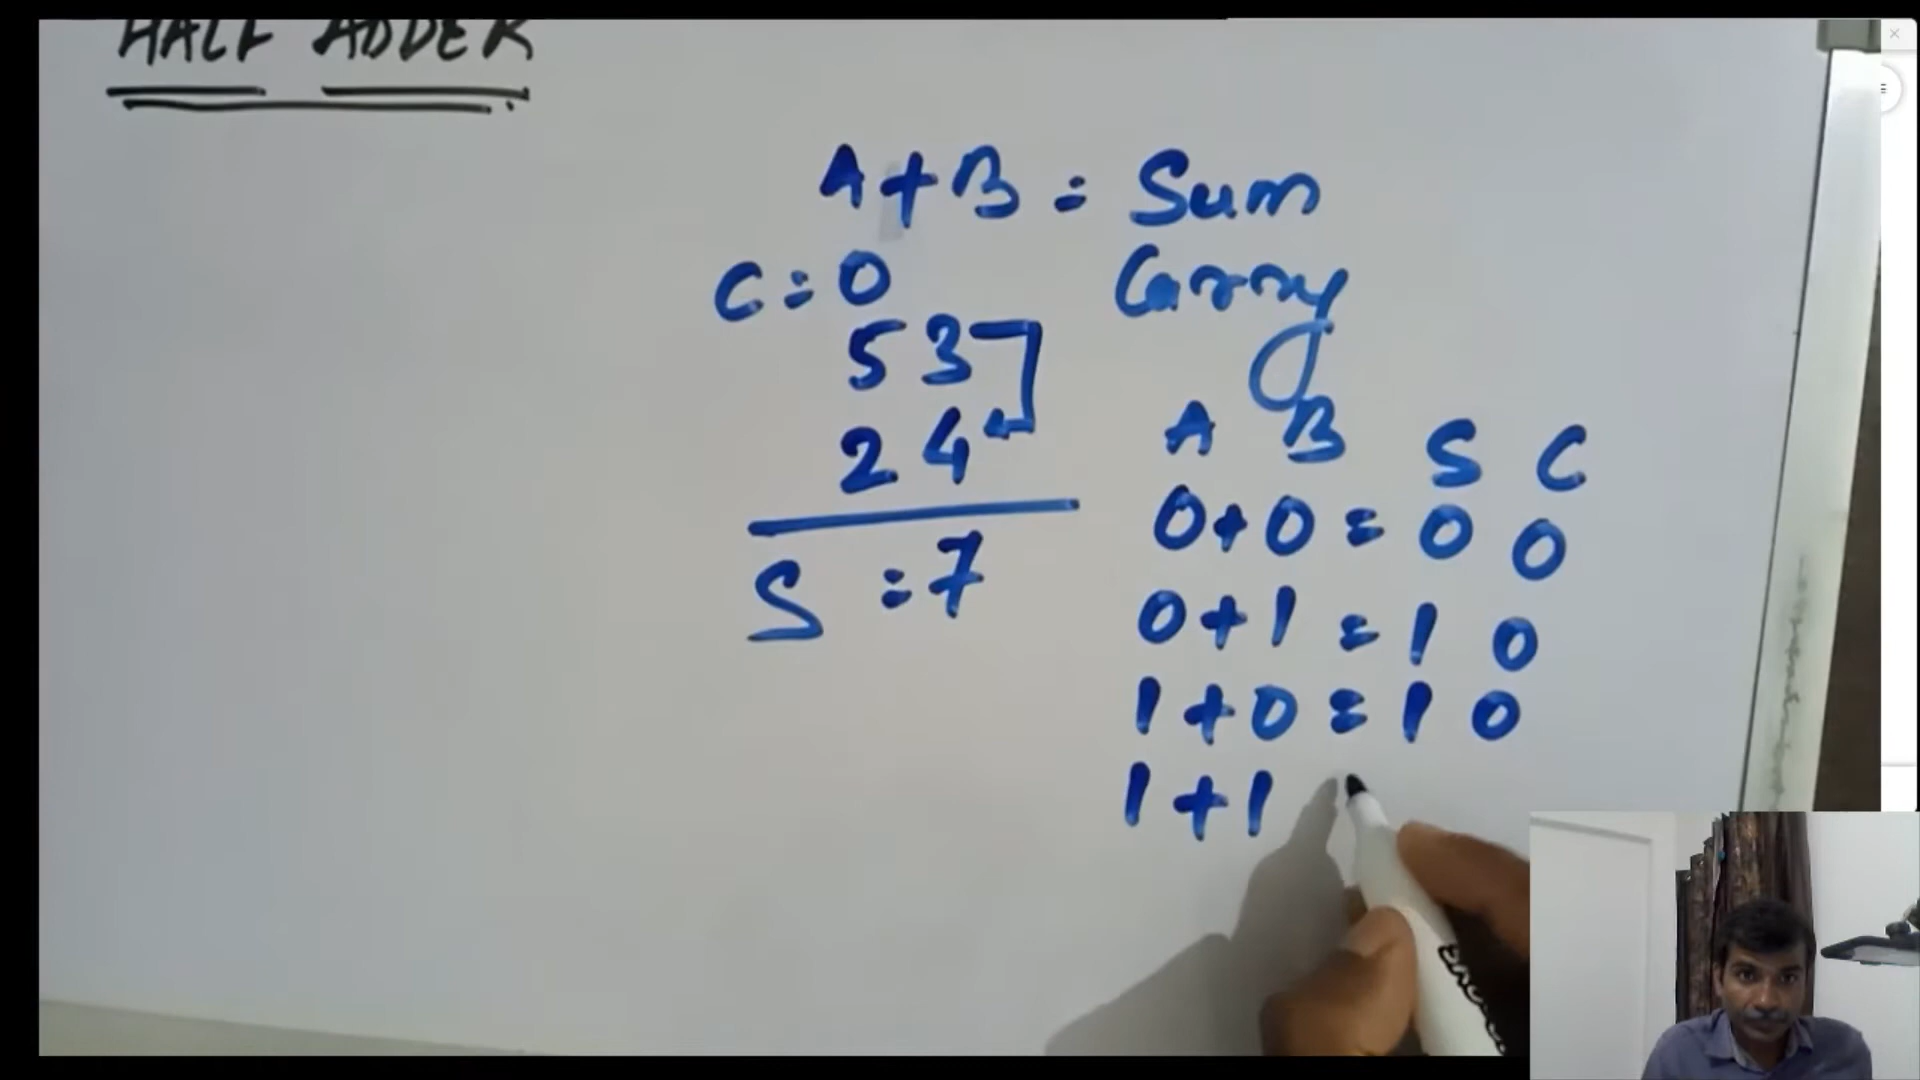 HALF ADDER
A+B = Sum
C=0 Carry
53
24
S =7
A B S C
0+0=0 0
0+1=1 0
1+0=1 0
1+1